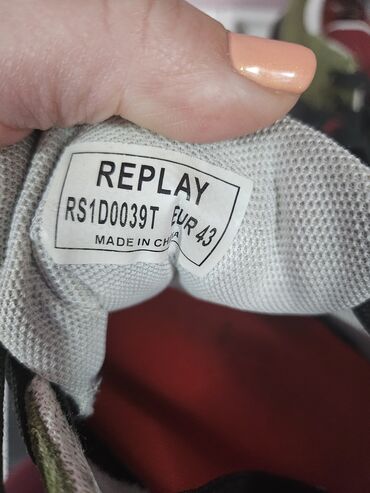 REPLAY
RS1D0039T EUR 43
MADE IN CHINA